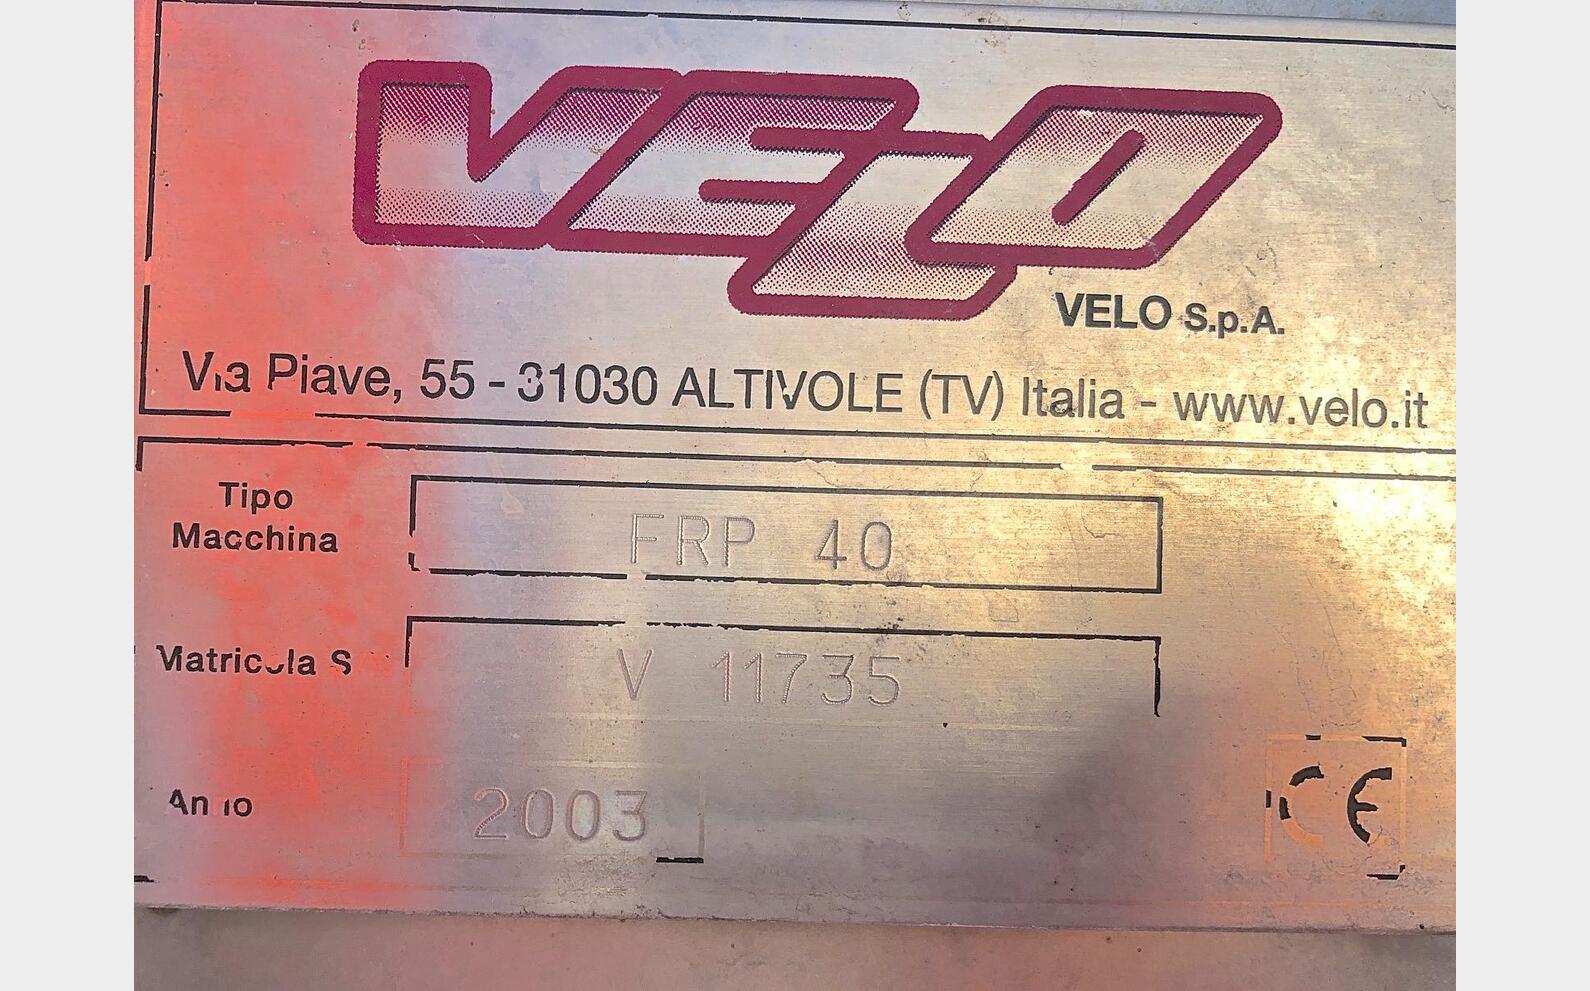 VELO
VELO S.p.A.
Via Piave, 55 - 31030 ALTIVOLE (TV) Italia - www.velo.it
Tipo
Macchina
FRP 40
Matricola S
V 11735
Anno
2003
CE